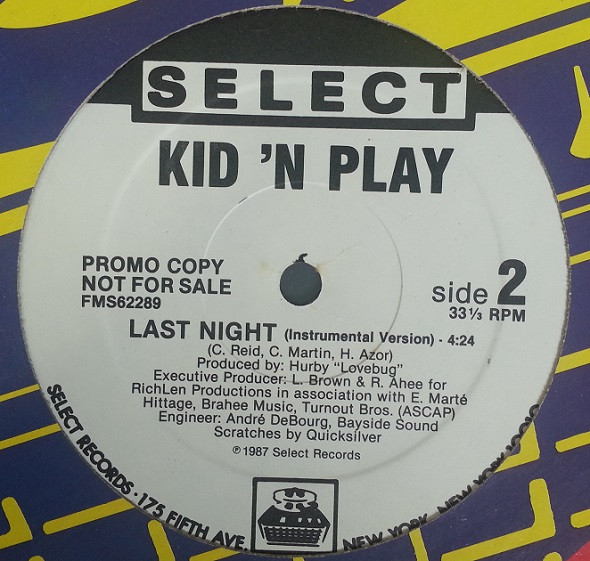 SELECT
KID 'N PLAY
PROMO COPY
NOT FOR SALE
FMS62289
side 2
33⅓ RPM
LAST NIGHT (Instrumental Version) - 4:24
(C. Reid, C. Martin, H. Azor)
Produced by: Hurby "Lovebug"
Executive Producer: L. Brown & R. Ahee for
RichLen Productions in association with E. Marté
Hittage, Brahee Music, Turnout Bros. (ASCAP)
Engineer: André DeBourg, Bayside Sound
Scratches by Quicksilver
℗ 1987 Select Records
SELECT RECORDS · 175 FIFTH AVE. NEW YORK, NEW YORK